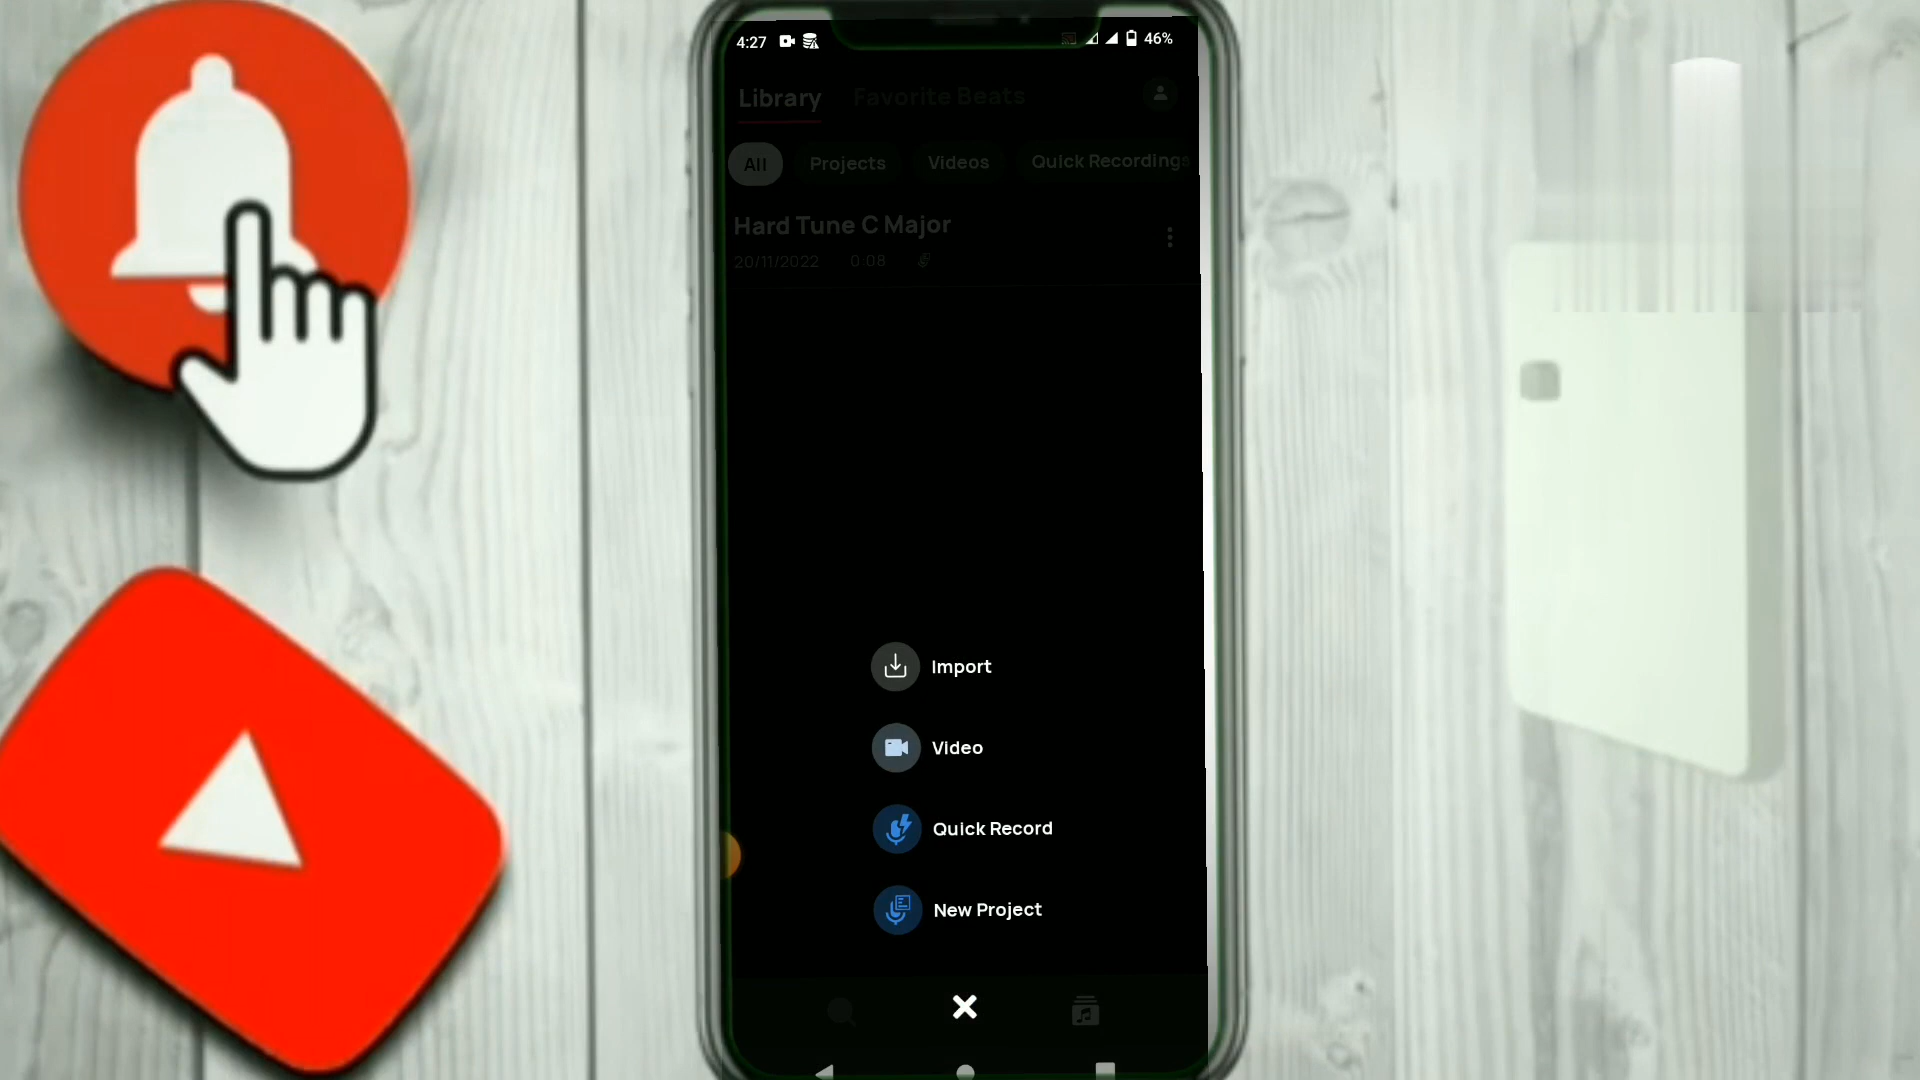 4:27 46%
Library Favorite Beats
All Projects Videos Quick Recordings
Hard Tune C Major
20/11/2022 0:08
Import
Video
Quick Record
New Project